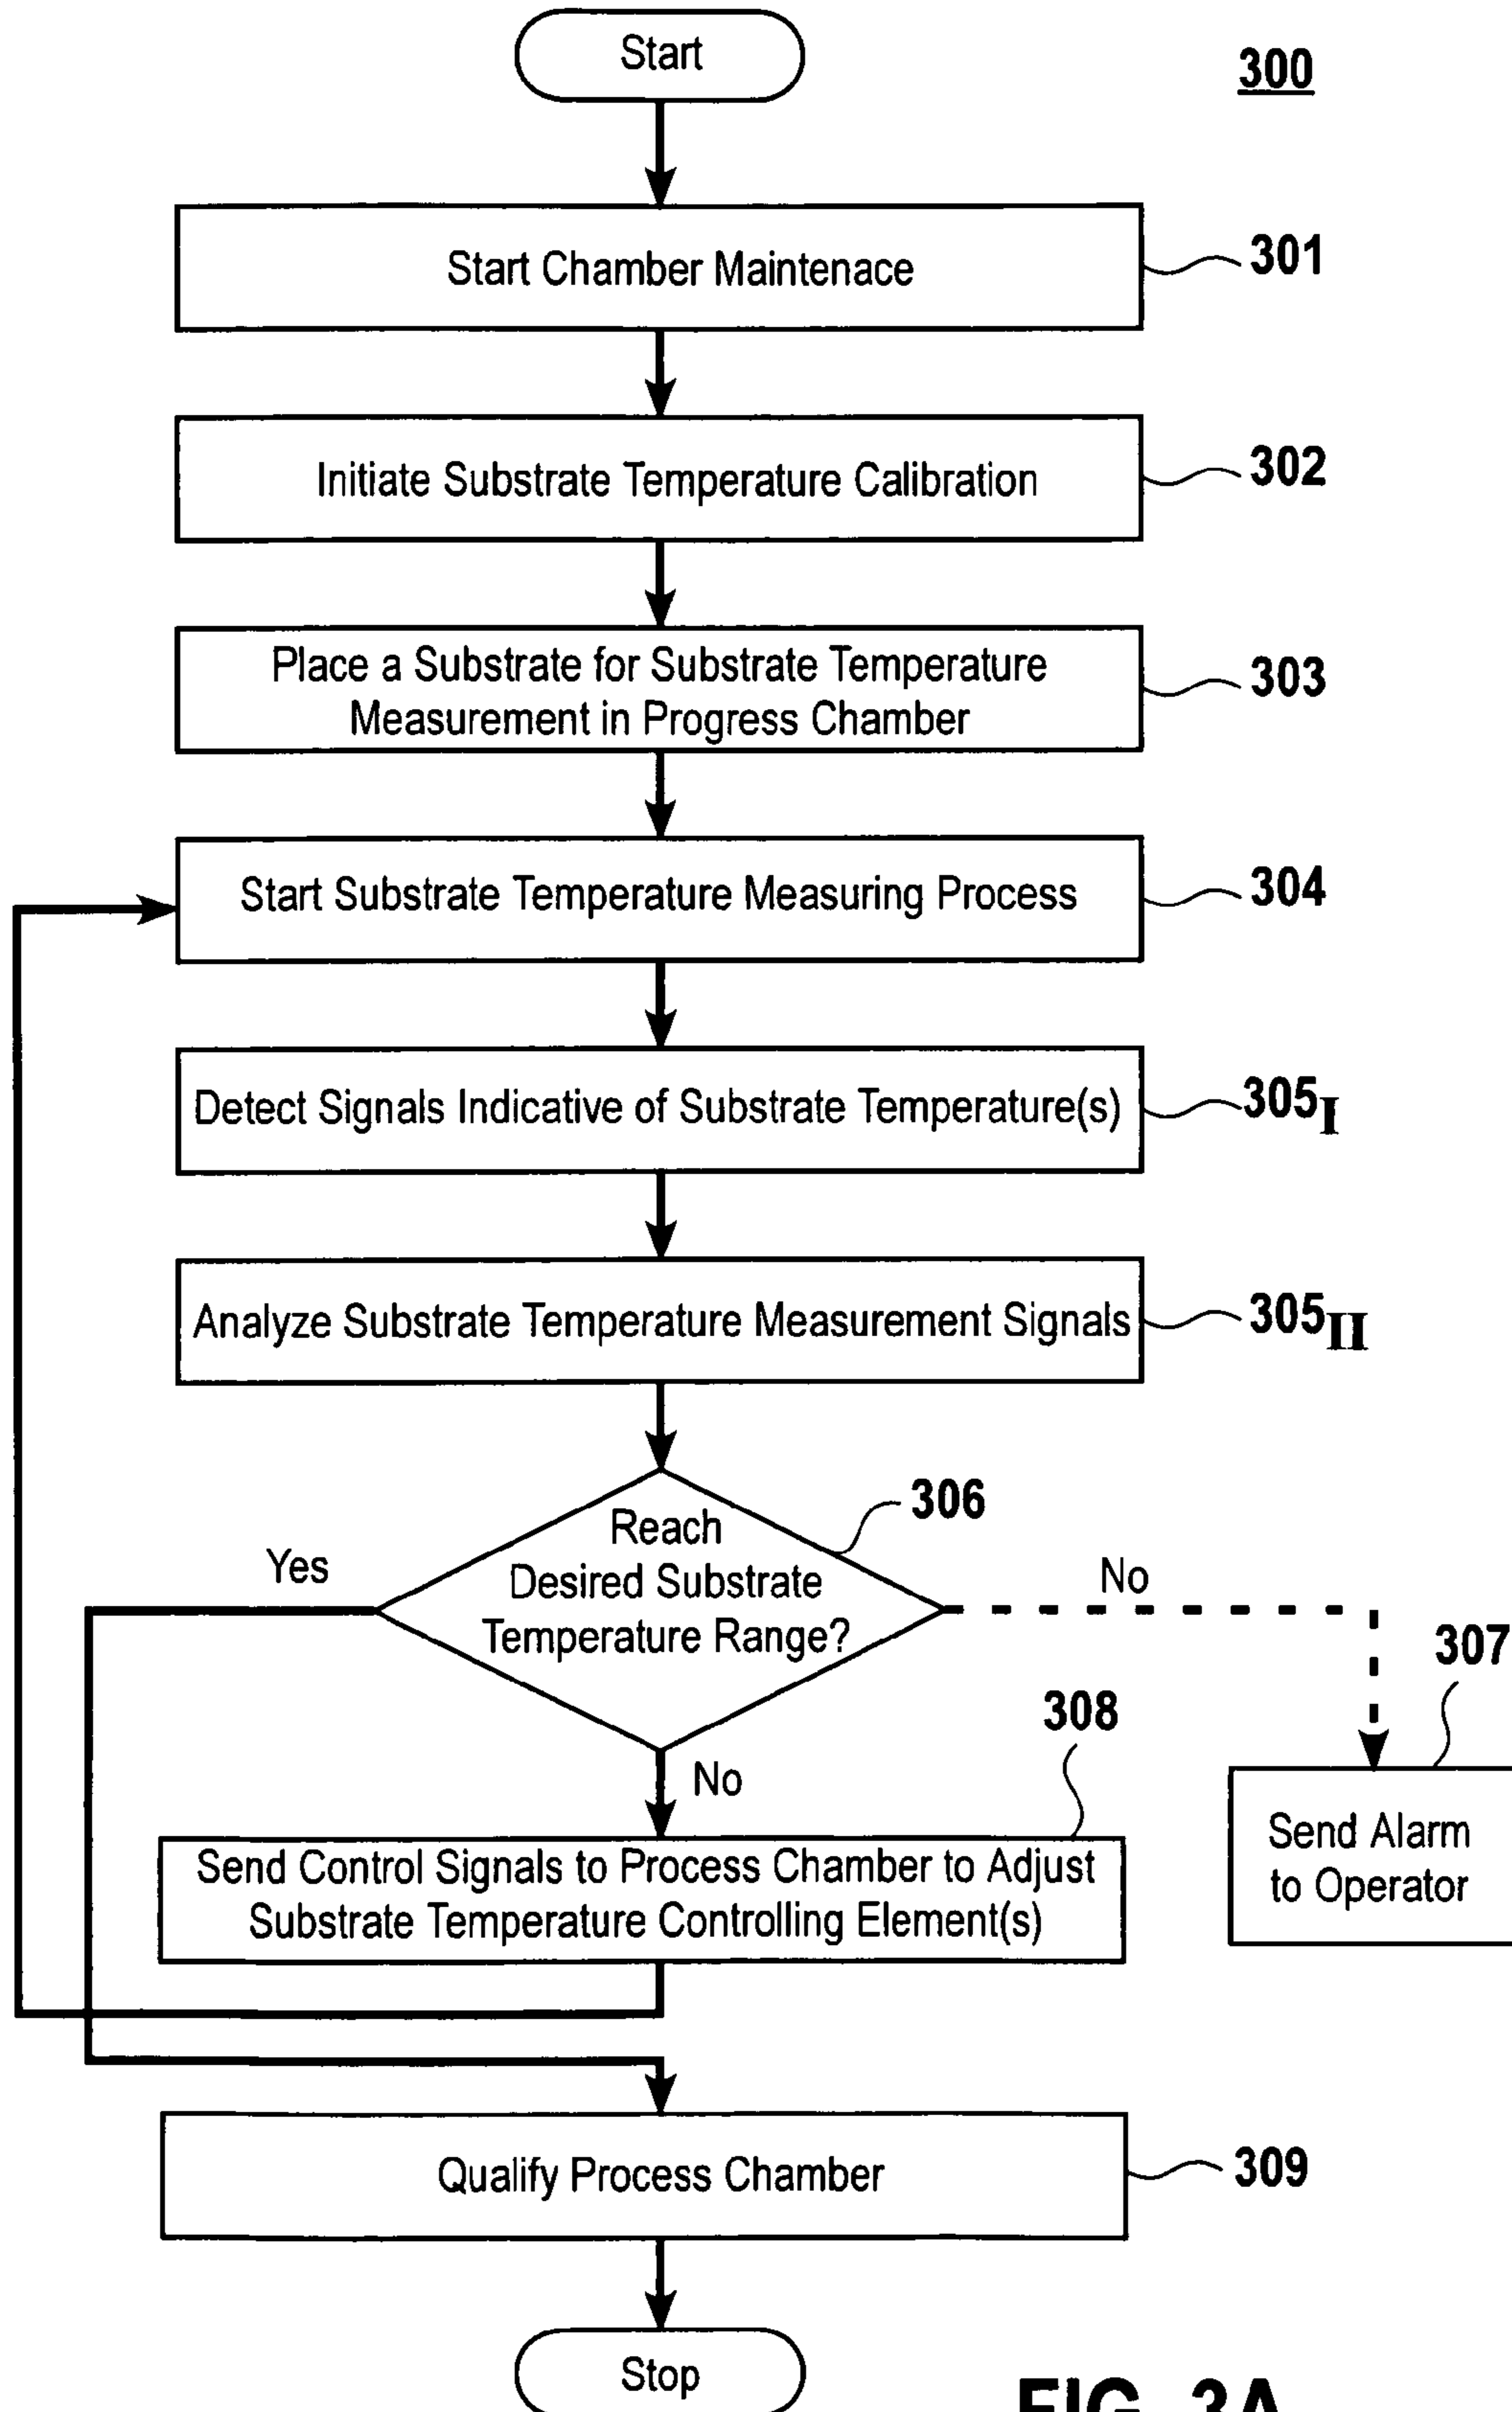 Start
300
Start Chamber Maintenace
301
Initiate Substrate Temperature Calibration
302
Place a Substrate for Substrate Temperature
Measurement in Progress Chamber
303
Start Substrate Temperature Measuring Process
304
Detect Signals Indicative of Substrate Temperature(s)
305I
Analyze Substrate Temperature Measurement Signals
305II
Reach
Desired Substrate
Temperature Range?
306
Yes
No
307
Send Alarm
to Operator
No
308
Send Control Signals to Process Chamber to Adjust
Substrate Temperature Controlling Element(s)
Qualify Process Chamber
309
Stop
FIG. 3A